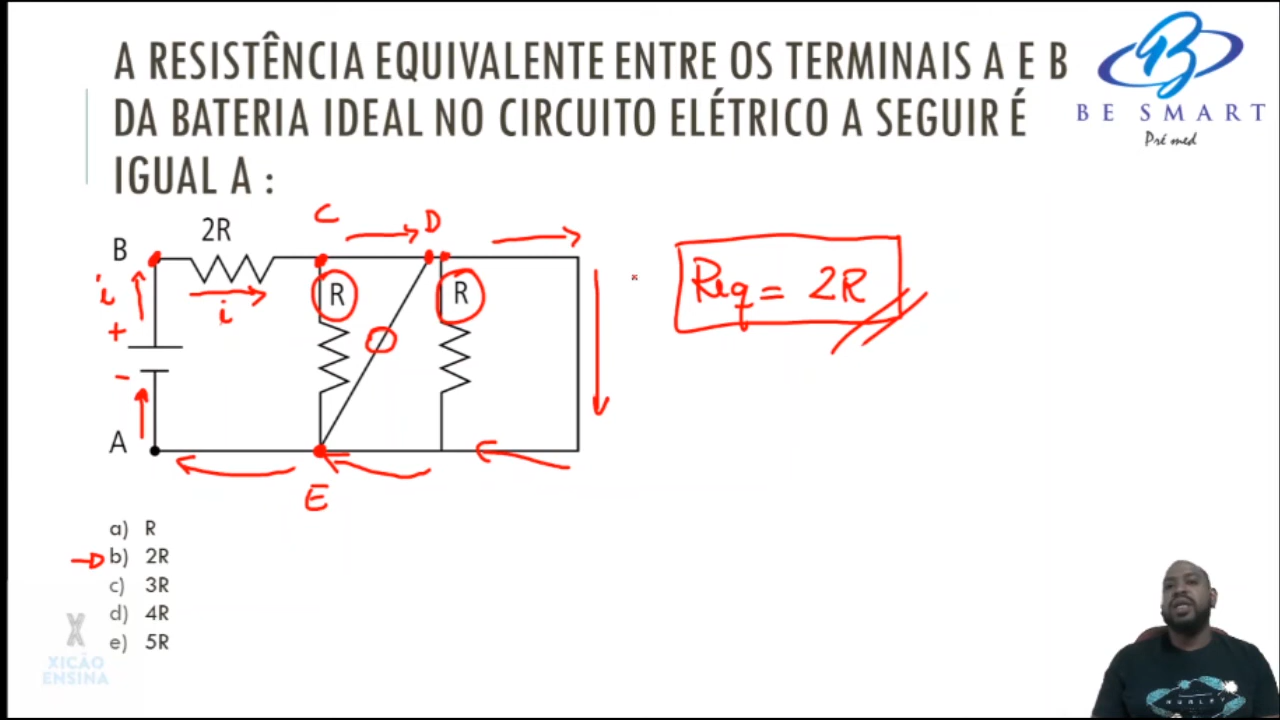 A RESISTÊNCIA EQUIVALENTE ENTRE OS TERMINAIS A E B
DA BATERIA IDEAL NO CIRCUITO ELÉTRICO A SEGUIR É
IGUAL A :
BE SMART
Pré med
C
D
B
2R
i
i
+
-
R
R
Req = 2R
A
E
a) R
b) 2R
c) 3R
d) 4R
e) 5R
X
XICÃO
ENSINA
HURLEY